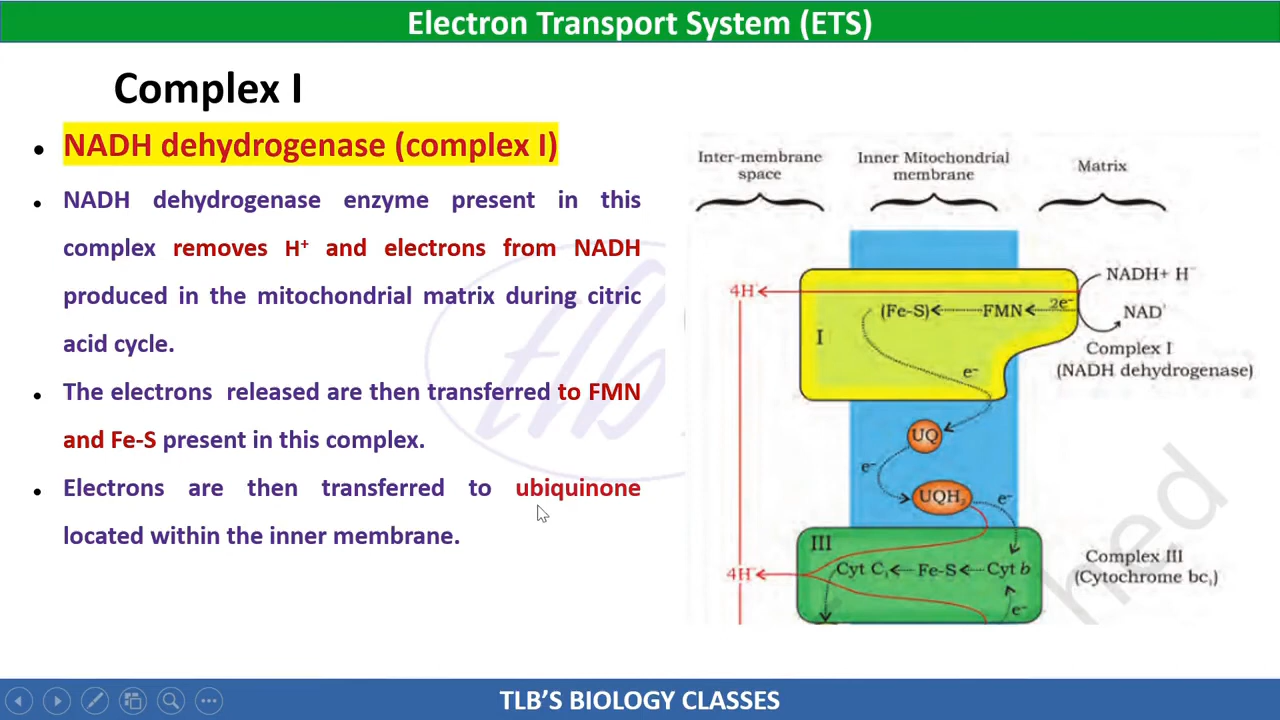 Electron Transport System (ETS)
Complex I
• NADH dehydrogenase (complex I)
• NADH dehydrogenase enzyme present in this
complex removes H⁺ and electrons from NADH
produced in the mitochondrial matrix during citric
acid cycle.
• The electrons released are then transferred to FMN
and Fe-S present in this complex.
• Electrons are then transferred to ubiquinone
located within the inner membrane.
tlb
Inter-membrane
space
Inner Mitochondrial
membrane
Matrix
NADH+ H⁺
4H⁺
2e⁻
(Fe-S) FMN
NAD⁺
I
Complex I
(NADH dehydrogenase)
e⁻
UQ
e⁻
UQH₂
e⁻
III
4H⁺
Cyt C₁ Fe-S Cyt b
Complex III
(Cytochrome bc₁)
e⁻
hed
TLB'S BIOLOGY CLASSES